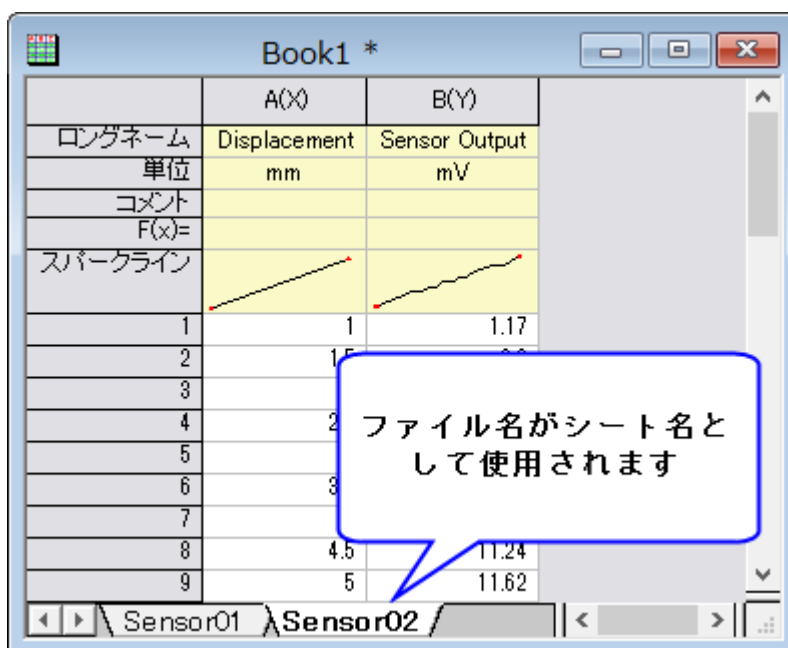 Book1 *
A(X) B(Y)
ロングネーム Displacement Sensor Output
単位 mm mV
コメント
F(x)=
スパークライン
1 1 1.17
2
3
4
5
6
7
8 4.5 11.24
9 5 11.62
ファイル名がシート名と
して使用されます
Sensor01 Sensor02